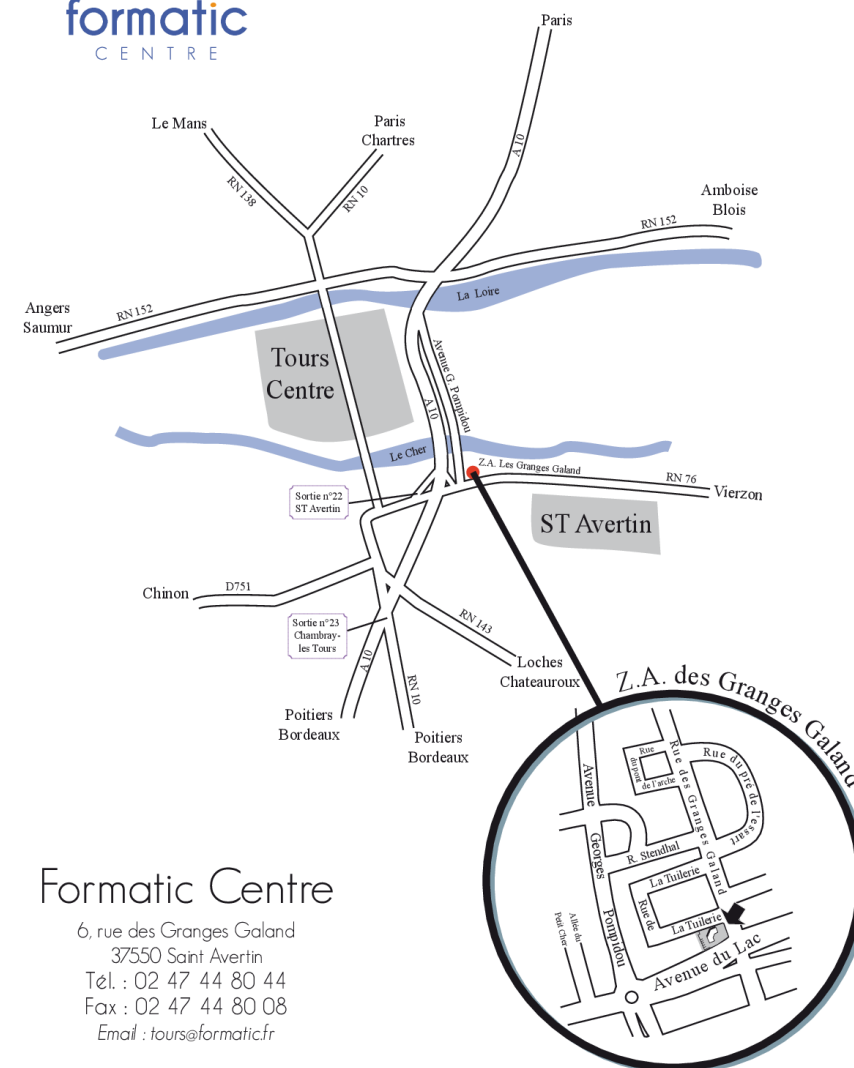 formatic
CENTRE
Paris
Le Mans
Paris
Chartres
A 10
RN 138
RN 10
Amboise
Blois
RN 152
Angers
Saumur
RN 152
La Loire
Tours
Centre
Avenue G. Pompidou
A 10
Le Cher
Z.A. Les Granges Galand
RN 76
Vierzon
Sortie n°22
ST Avertin
ST Avertin
Chinon
D751
Sortie n°23
Chambray-
les Tours
RN 143
Loches
Chateauroux
A 10
RN 10
Poitiers
Bordeaux
Poitiers
Bordeaux
Z.A. des Granges Galand
Rue
du pont
de l'arche
Rue des Granges Galand
Rue du pré de l'essart
Avenue
Georges
Pompidou
R. Stendhal
La Tuilerie
Rue de
La Tuilerie
Allée du
Petit Cher
Avenue du Lac
Formatic Centre
6, rue des Granges Galand
37550 Saint Avertin
Tél. : 02 47 44 80 44
Fax : 02 47 44 80 08
Email : tours@formatic.fr